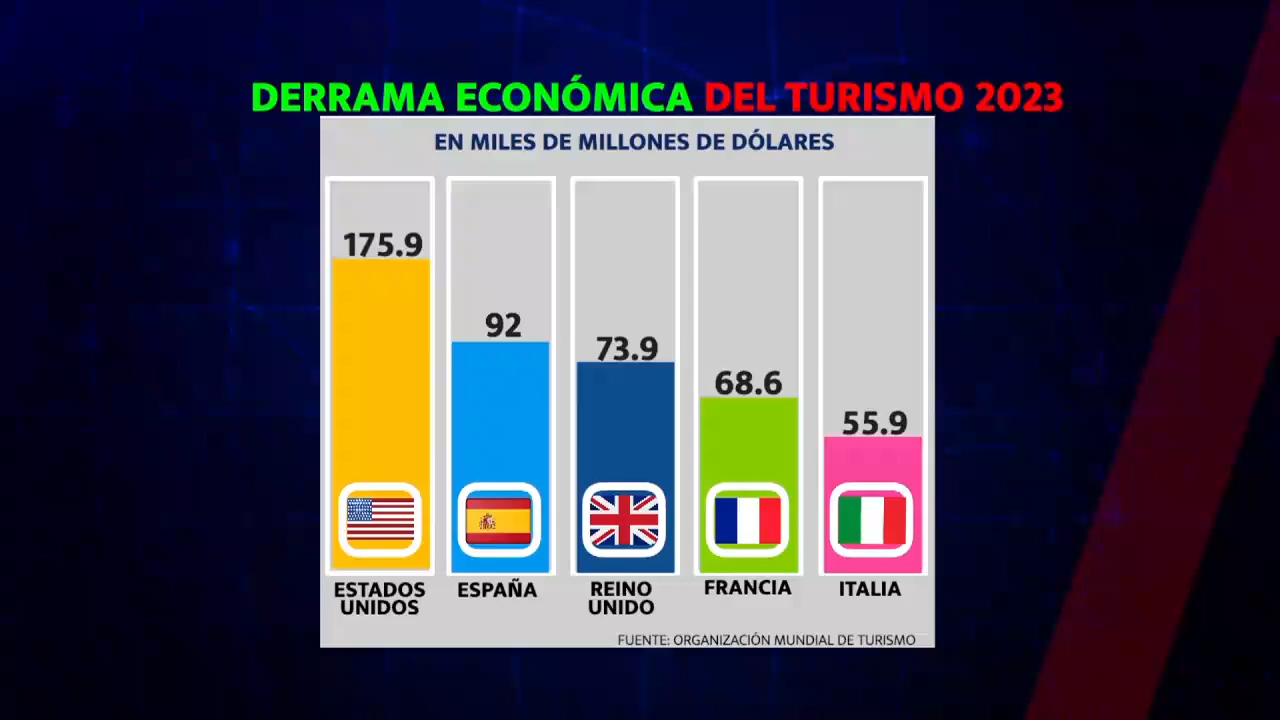 DERRAMA ECONÓMICA DEL TURISMO 2023
EN MILES DE MILLONES DE DÓLARES
175.9
92
73.9
68.6
55.9
ESTADOS
UNIDOS
ESPAÑA
REINO
UNIDO
FRANCIA
ITALIA
FUENTE: ORGANIZACIÓN MUNDIAL DE TURISMO